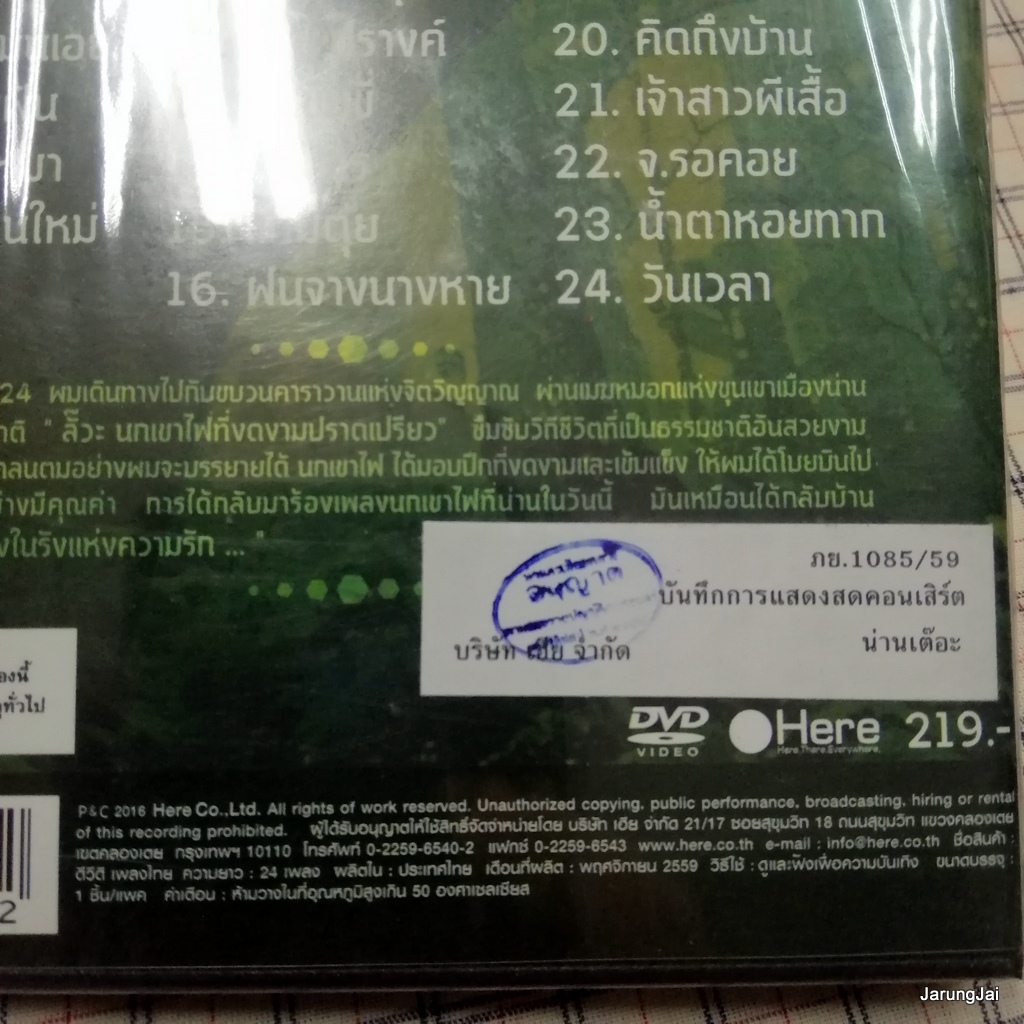 รางค์ 20. คิดถึงบ้าน
21. เจ้าสาวผีเสื้อ
มา 22. จ.รอคอย
นใหม่ 23. น้ำตาหอยทาก
16. ฝนจางนางหาย 24. วันเวลา
24 ผมเดินทางไปกับขบวนคาราวานแห่งจิตวิญญาณ ผ่านเมฆหมอกแห่งขุนเขาเมืองน่าน
" ลิ๊วะ นกเขาไฟที่งดงามปราดเปรียว" ซึมซับวิถีชีวิตที่เป็นธรรมชาติอันสวยงาม
อย่างผมจะบรรยายได้ นกเขาไฟ ได้มอบปีกที่งดงามและเข้มแข็ง ให้ผมได้โบยบินไป
มีคุณค่า การได้กลับมาร้องเพลงนกเขาไฟที่น่านในวันนี้ มันเหมือนได้กลับบ้าน
ในรังแห่งความรัก ... "
ภย.1085/59
อนุญาต
บันทึกการแสดงสดคอนเสิร์ต
บริษัท เฮีย จำกัด น่านเต๊อะ
องนี้
ทั่วไป
DVD VIDEO Here 219.-
Here.There.Everywhere.
P&C 2016 Here Co.,Ltd. All rights of work reserved. Unauthorized copying, public performance, broadcasting, hiring or rental
of this recording prohibited. ผู้ได้รับอนุญาตให้ใช้สิทธิ์จัดจำหน่ายโดย บริษัท เฮีย จำกัด 21/17 ซอยสุขุมวิท 18 ถนนสุขุมวิท แขวงคลองเตย
เขตคลองเตย กรุงเทพฯ 10110 โทรศัพท์ 0-2259-6540-2 แฟกซ์ 0-2259-6543 www.here.co.th e-mail : info@here.co.th ชื่อสินค้า :
ดีวีดี เพลงไทย ความยาว : 24 เพลง ผลิตใน : ประเทศไทย เดือนที่ผลิต : พฤศจิกายน 2559 วิธีใช้ : ดูและฟังเพื่อความบันเทิง ขนาดบรรจุ :
1 ชิ้น/แพค คำเตือน : ห้ามวางในที่อุณหภูมิสูงเกิน 50 องศาเซลเซียส
2
JarungJai